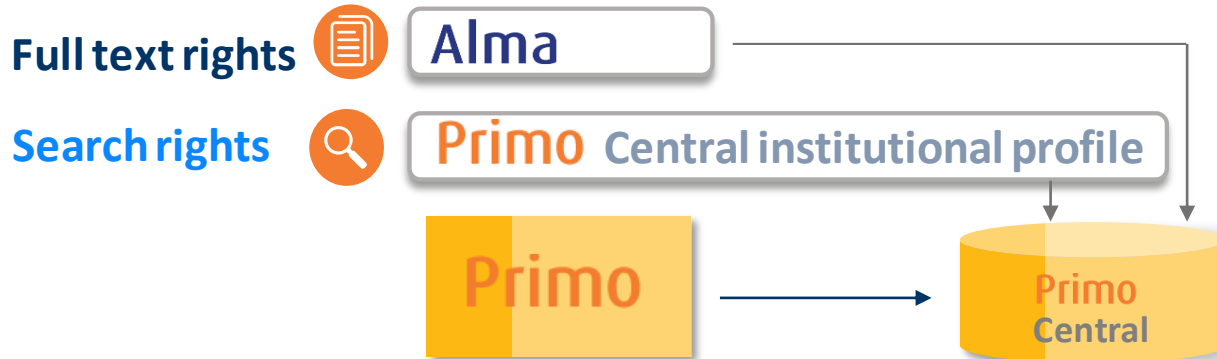 Full text rights
Alma
Search rights
Primo Central institutional profile
Primo
Primo
Central